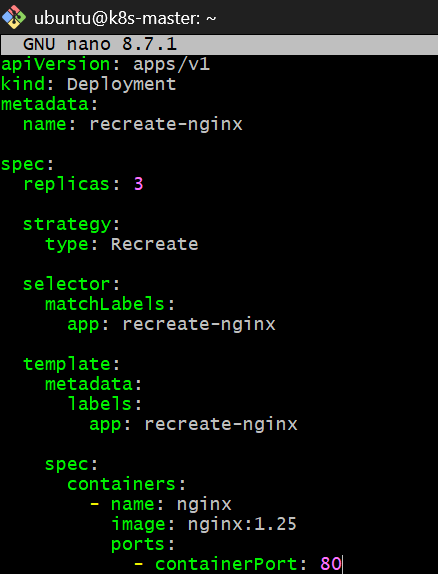 ubuntu@k8s-master: ~
GNU nano 8.7.1
apiVersion: apps/v1
kind: Deployment
metadata:
  name: recreate-nginx

spec:
  replicas: 3

  strategy:
    type: Recreate

  selector:
    matchLabels:
      app: recreate-nginx

  template:
    metadata:
      labels:
        app: recreate-nginx

    spec:
      containers:
        - name: nginx
          image: nginx:1.25
          ports:
            - containerPort: 80